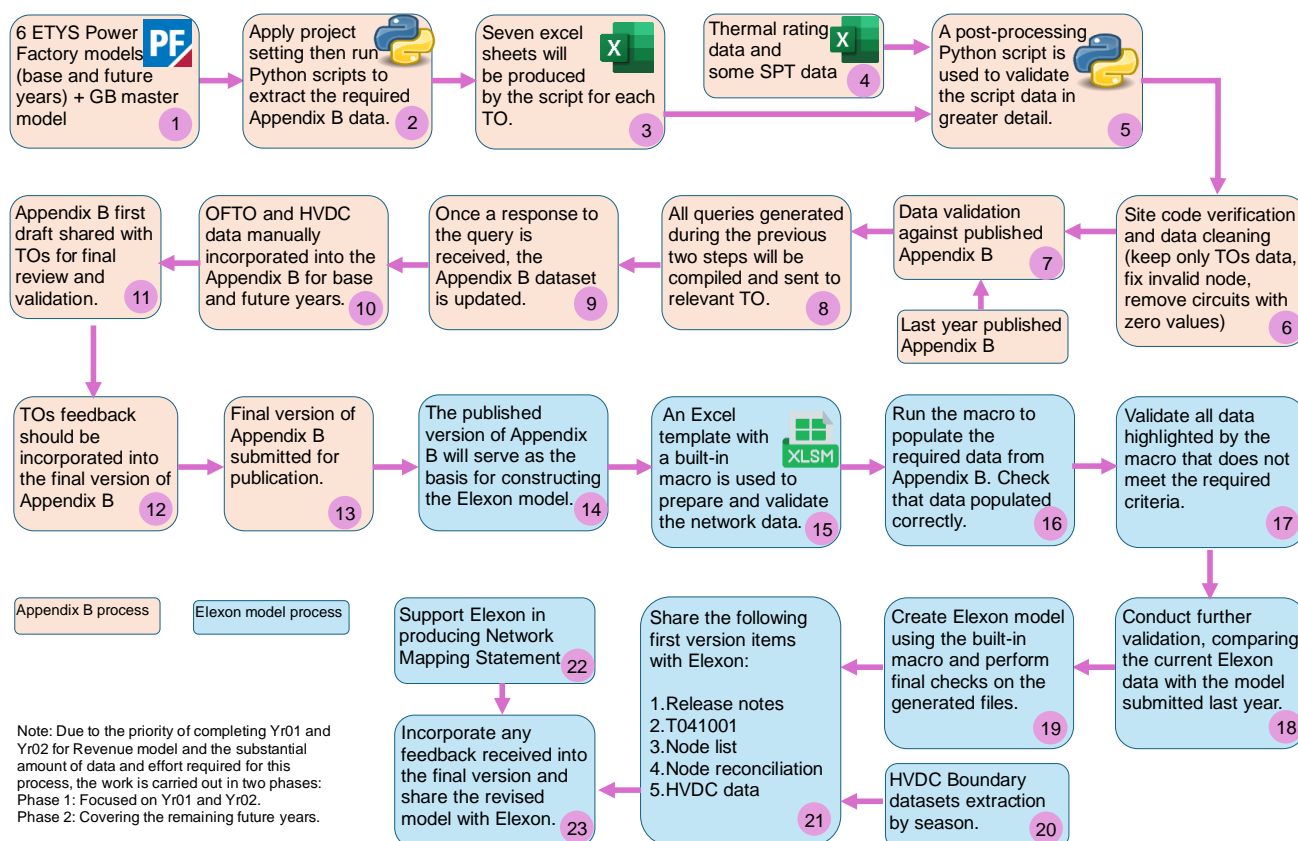 6 ETYS Power
Factory models
(base and future
years) + GB master
model
PF
1
Apply project
setting then run
Python scripts to
extract the required
Appendix B data.
2
Seven excel
sheets will
be produced
by the script for each
TO.
X
3
Thermal rating
data and
some SPT data
X
4
A post-processing
Python script is
used to validate
the script data in
greater detail.
5
Appendix B first
draft shared with
TOs for final
review and
validation.
11
OFTO and HVDC
data manually
incorporated into the
Appendix B for base
and future years.
10
Once a response to
the query is
received, the
Appendix B dataset
is updated.
9
All queries generated
during the previous
two steps will be
compiled and sent to
relevant TO.
8
Data validation
against published
Appendix B
7
Last year published
Appendix B
Site code verification
and data cleaning
(keep only TOs data,
fix invalid node,
remove circuits with
zero values)
6
TOs feedback
should be
incorporated into
the final version of
Appendix B
12
Final version of
Appendix B
submitted for
publication.
13
The published
version of Appendix
B will serve as the
basis for constructing
the Elexon model.
14
An Excel
template with
a built-in
macro is used to
prepare and validate
the network data.
XLSM
15
Run the macro to
populate the
required data from
Appendix B. Check
that data populated
correctly.
16
Validate all data
highlighted by the
macro that does not
meet the required
criteria.
17
Appendix B process
Elexon model process
Support Elexon in
producing Network
Mapping Statement
22
Share the following
first version items
with Elexon:
1.Release notes
2.T041001
3.Node list
4.Node reconciliation
5.HVDC data
21
Create Elexon model
using the built-in
macro and perform
final checks on the
generated files.
19
Conduct further
validation, comparing
the current Elexon
data with the model
submitted last year.
18
Note: Due to the priority of completing Yr01 and
Yr02 for Revenue model and the substantial
amount of data and effort required for this
process, the work is carried out in two phases:
Phase 1: Focused on Yr01 and Yr02.
Phase 2: Covering the remaining future years.
Incorporate any
feedback received into
the final version and
share the revised
model with Elexon.
23
HVDC Boundary
datasets extraction
by season.
20